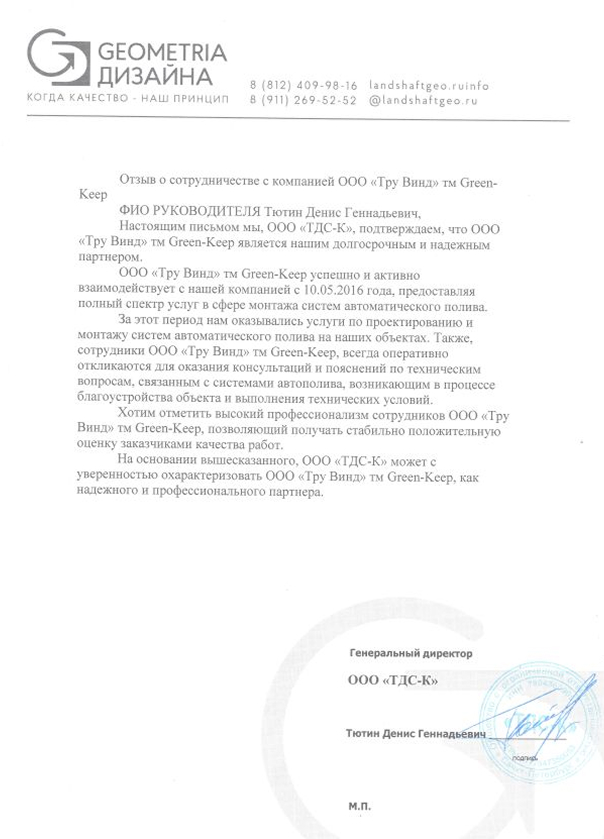 GEOMETRIA
ДИЗАЙНА
КОГДА КАЧЕСТВО - НАШ ПРИНЦИП
8 (812) 409-98-16 landshaftgeo.ruinfo
8 (911) 269-52-52 @landshaftgeo.ru
Отзыв о сотрудничестве с компанией ООО «Тру Винд» тм Green-
Keep
ФИО РУКОВОДИТЕЛЯ Тютин Денис Геннадьевич,
Настоящим письмом мы, ООО «ТДС-К», подтверждаем, что ООО
«Тру Винд» тм Green-Keep является нашим долгосрочным и надежным
партнером.
ООО «Тру Винд» тм Green-Keep успешно и активно
взаимодействует с нашей компанией с 10.05.2016 года, предоставляя
полный спектр услуг в сфере монтажа систем автоматического полива.
За этот период нам оказывались услуги по проектированию и
монтажу систем автоматического полива на наших объектах. Также,
сотрудники ООО «Тру Винд» тм Green-Keep, всегда оперативно
откликаются для оказания консультаций и пояснений по техническим
вопросам, связанным с системами автополива, возникающим в процессе
благоустройства объекта и выполнения технических условий.
Хотим отметить высокий профессионализм сотрудников ООО «Тру
Винд» тм Green-Keep, позволяющий получать стабильно положительную
оценку заказчиками качества работ.
На основании вышесказанного, ООО «ТДС-К» может с
уверенностью охарактеризовать ООО «Тру Винд» тм Green-Keep, как
надежного и профессионального партнера.
Генеральный директор
ООО «ТДС-К»
Тютин Денис Геннадьевич
подпись
М.П.